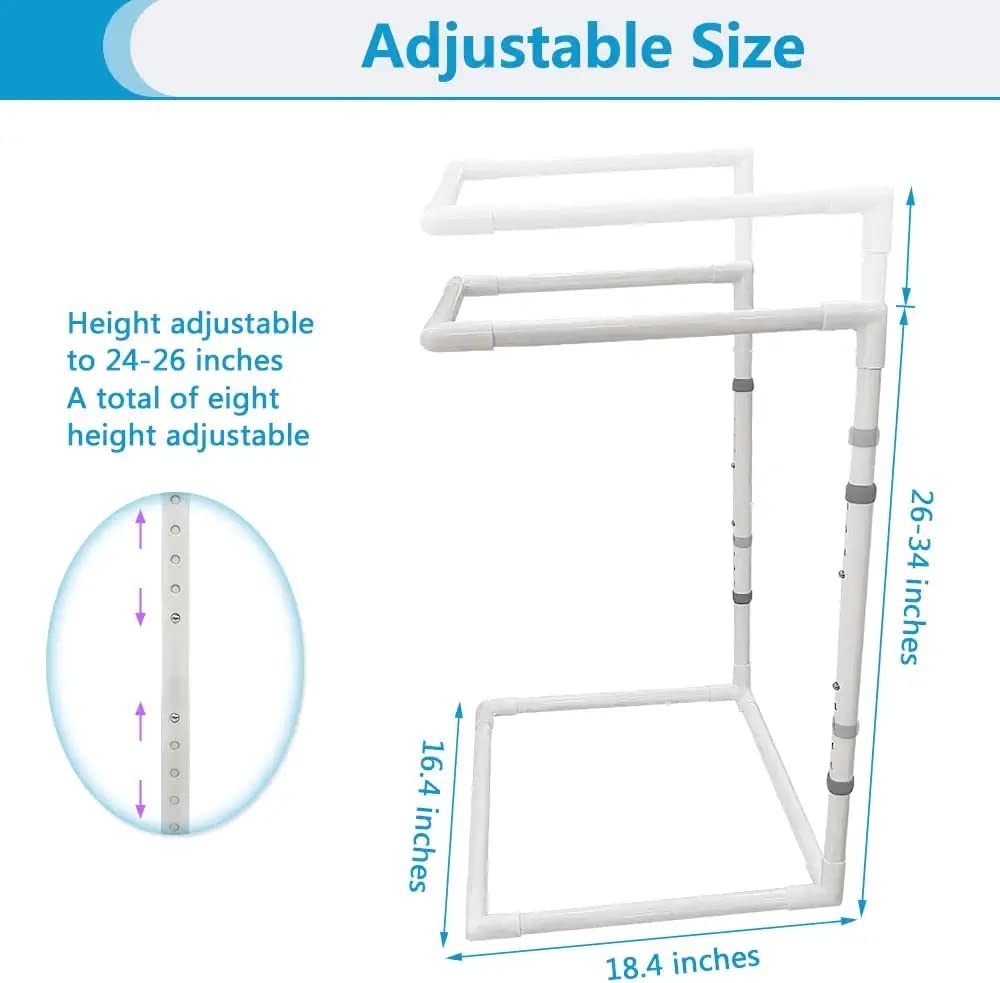 Adjustable Size
Height adjustable
to 24-26 inches
A total of eight
height adjustable
26-34 inches
16.4 inches
18.4 inches